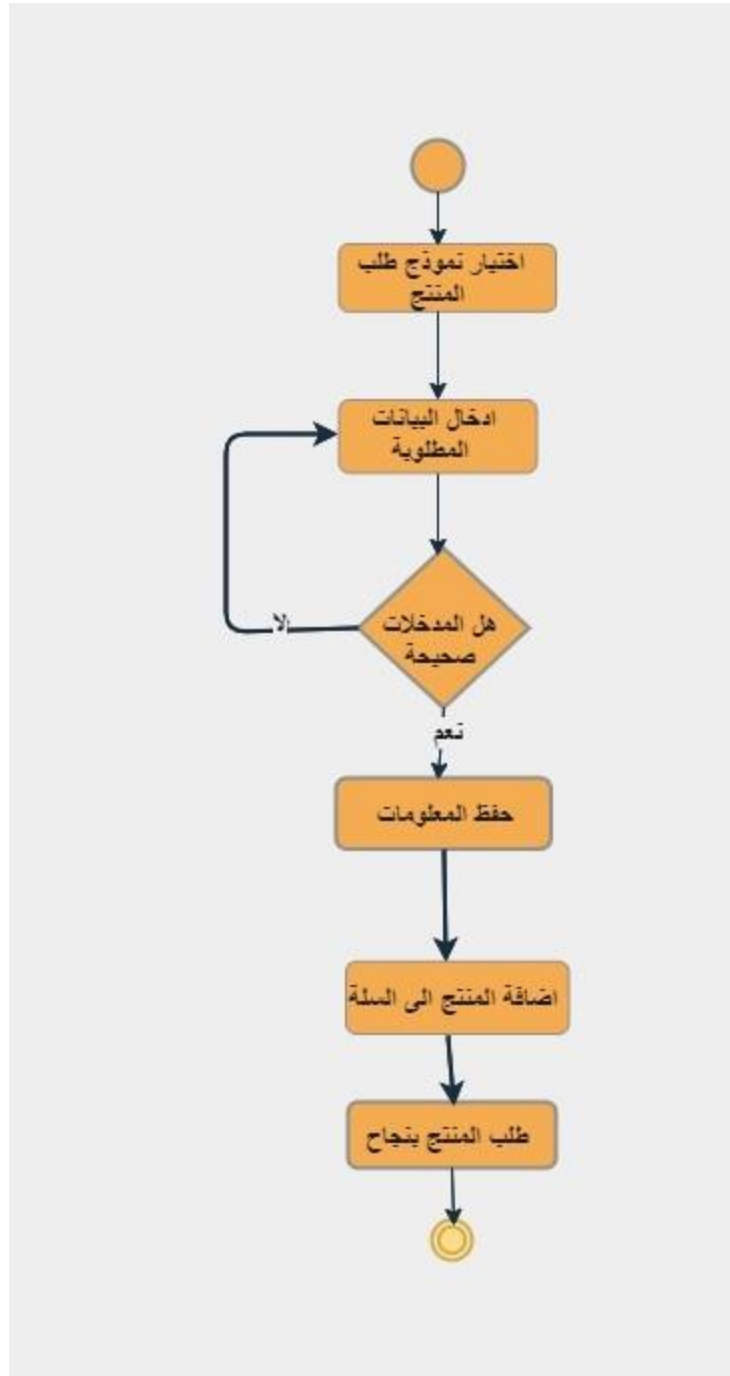 اختيار نموذج طلب
المنتج
ادخال البيانات
المطلوبة
هل المدخلات
صحيحة
لا
نعم
حفظ المعلومات
اضافة المنتج الى السلة
طلب المنتج بنجاح